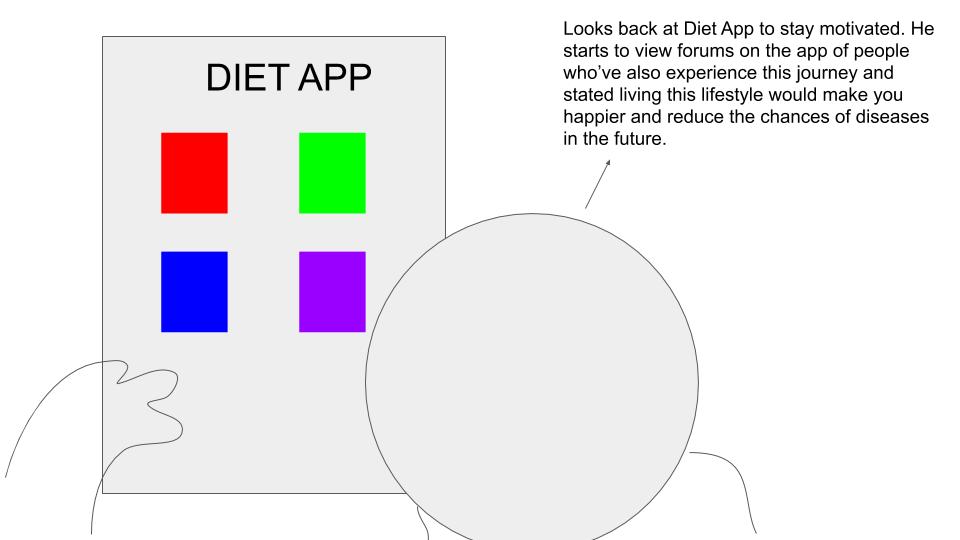 DIET APP
Looks back at Diet App to stay motivated. He
starts to view forums on the app of people
who've also experience this journey and
stated living this lifestyle would make you
happier and reduce the chances of diseases
in the future.